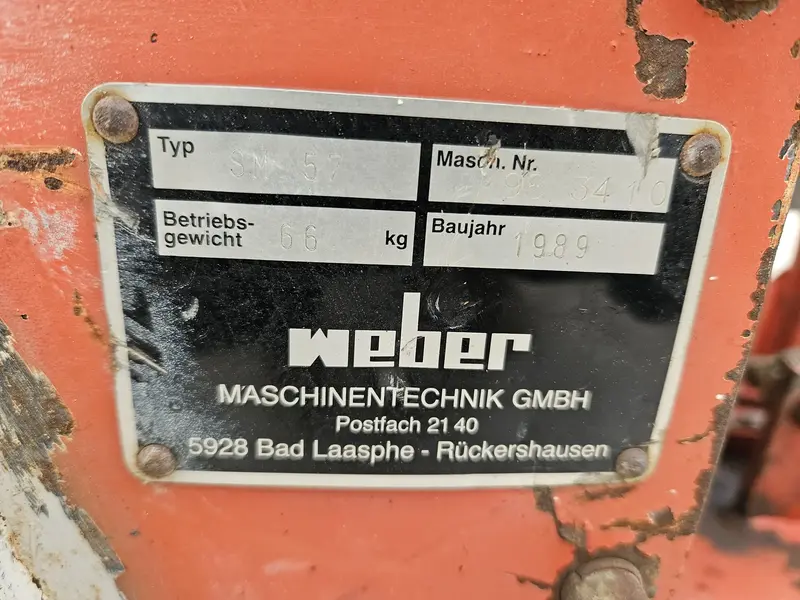 Typ SM 57
Masch. Nr.
Betriebs-
gewicht 66 kg
Baujahr 1989
weber
MASCHINENTECHNIK GMBH
Postfach 21 40
5928 Bad Laasphe - Rückershausen